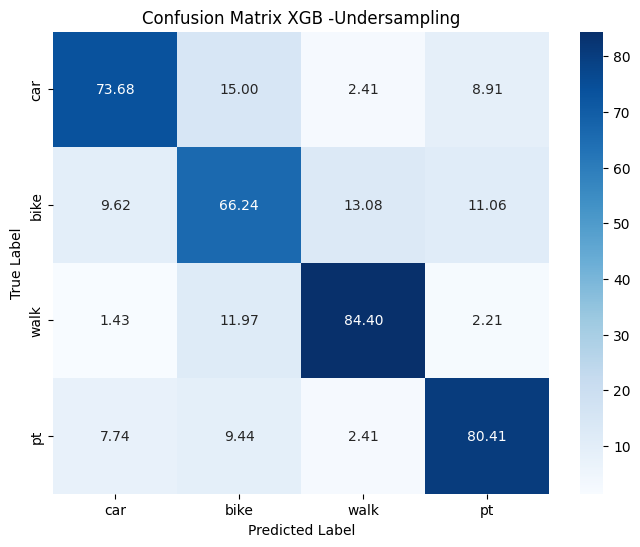 Confusion Matrix XGB -Undersampling
True Label
car 73.68 15.00 2.41 8.91
bike 9.62 66.24 13.08 11.06
walk 1.43 11.97 84.40 2.21
pt 7.74 9.44 2.41 80.41
car bike walk pt
Predicted Label
80
70
60
50
40
30
20
10